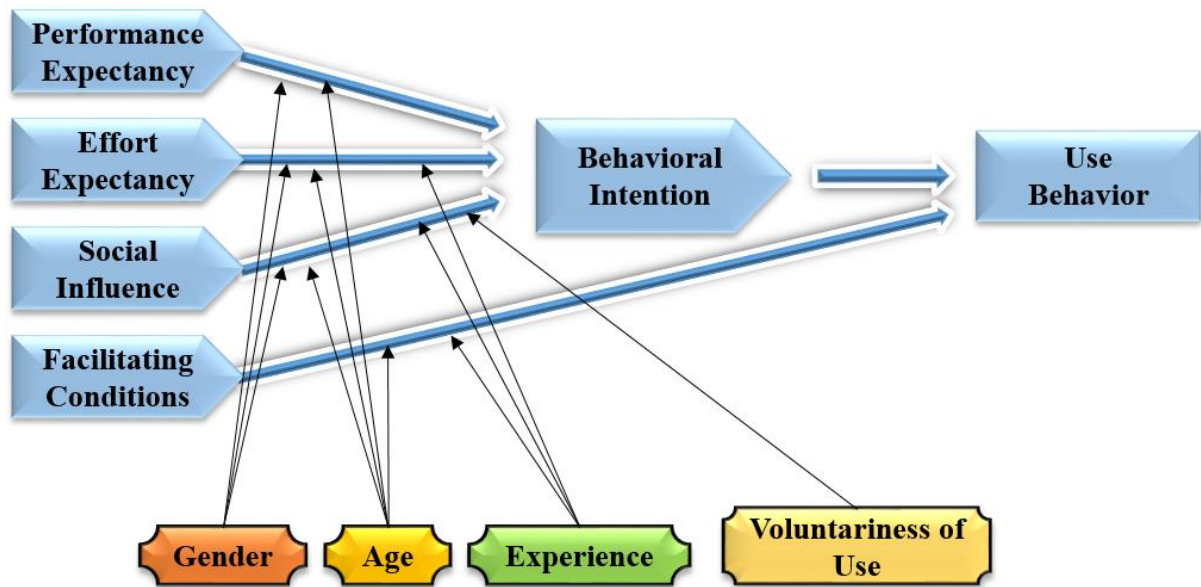 Performance
Expectancy
Effort
Expectancy
Social
Influence
Facilitating
Conditions
Behavioral
Intention
Use
Behavior
Gender
Age
Experience
Voluntariness of
Use